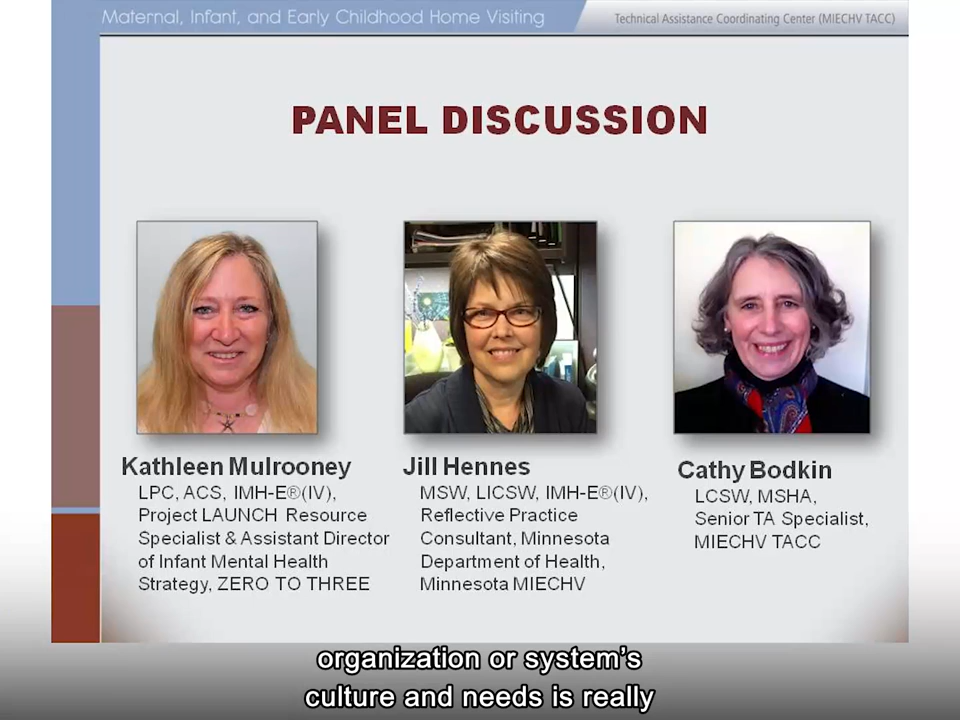 Maternal, Infant, and Early Childhood Home Visiting
Technical Assistance Coordinating Center (MIECHV TACC)
PANEL DISCUSSION
Kathleen Mulrooney
LPC, ACS, IMH-E®(IV),
Project LAUNCH Resource
Specialist & Assistant Director
of Infant Mental Health
Strategy, ZERO TO THREE
Jill Hennes
MSW, LICSW, IMH-E®(IV),
Reflective Practice
Consultant, Minnesota
Department of Health,
Minnesota MIECHV
Cathy Bodkin
LCSW, MSHA,
Senior TA Specialist,
MIECHV TACC
organization or system's
culture and needs is really